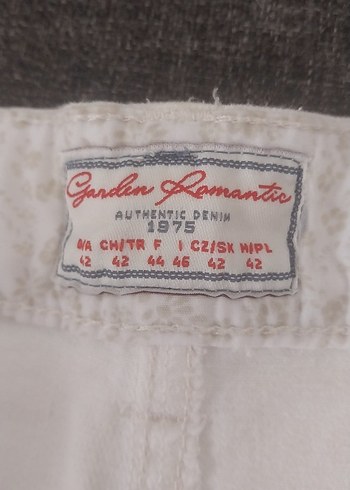 Garden Romantic
AUTHENTIC DENIM
1975
D/A CH/TR F I CZ/SK H/PL
42 42 44 46 42 42